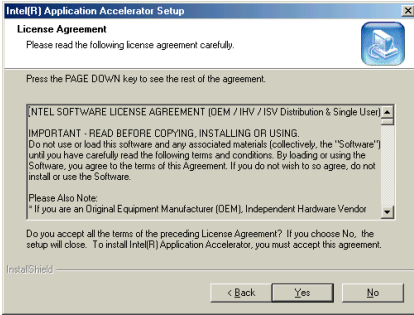 Intel(R) Application Accelerator Setup
License Agreement
Please read the following license agreement carefully.
Press the PAGE DOWN key to see the rest of the agreement.
INTEL SOFTWARE LICENSE AGREEMENT (OEM / IHV / ISV Distribution & Single User)
IMPORTANT - READ BEFORE COPYING, INSTALLING OR USING.
Do not use or load this software and any associated materials (collectively, the "Software")
until you have carefully read the following terms and conditions. By loading or using the
Software, you agree to the terms of this Agreement. If you do not wish to so agree, do not
install or use the Software.
Please Also Note:
* If you are an Original Equipment Manufacturer (OEM), Independent Hardware Vendor
Do you accept all the terms of the preceding License Agreement? If you choose No, the
setup will close. To install Intel(R) Application Accelerator, you must accept this agreement.
InstallShield
< Back
Yes
No